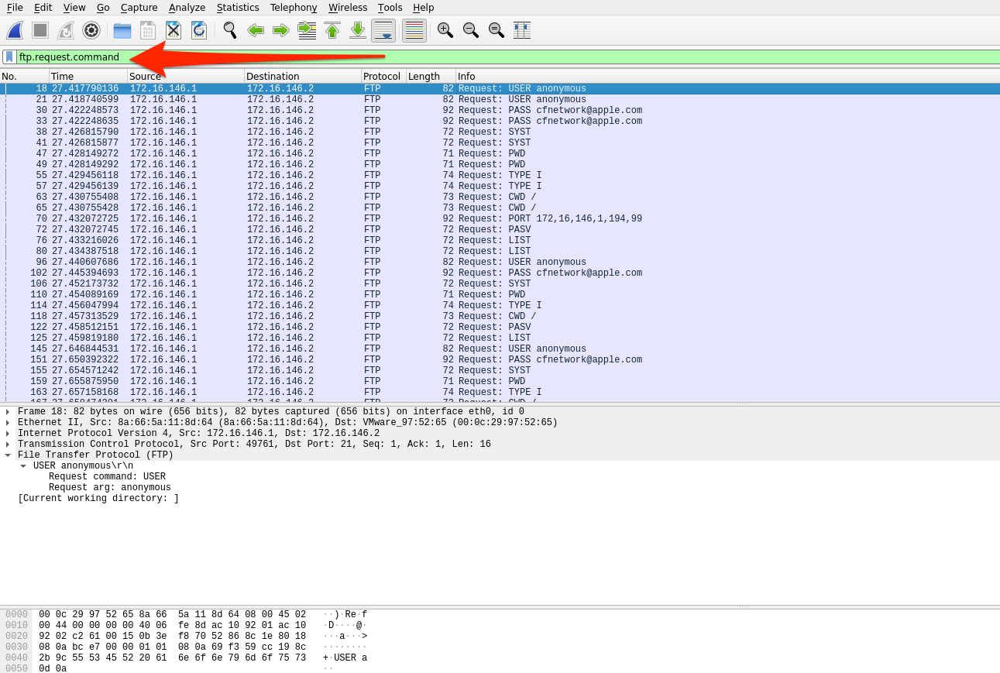 File Edit View Go Capture Analyze Statistics Telephony Wireless Tools Help
ftp.request.command
No. Time Source Destination Protocol Length Info
18 27.417790136 172.16.146.1 172.16.146.2 FTP 82 Request: USER anonymous
21 27.418740599 172.16.146.1 172.16.146.2 FTP 82 Request: USER anonymous
30 27.422248573 172.16.146.1 172.16.146.2 FTP 92 Request: PASS cfnetwork@apple.com
33 27.422248635 172.16.146.1 172.16.146.2 FTP 92 Request: PASS cfnetwork@apple.com
38 27.426815790 172.16.146.1 172.16.146.2 FTP 72 Request: SYST
41 27.426815877 172.16.146.1 172.16.146.2 FTP 72 Request: SYST
47 27.428149272 172.16.146.1 172.16.146.2 FTP 71 Request: PWD
49 27.428149292 172.16.146.1 172.16.146.2 FTP 71 Request: PWD
55 27.429456118 172.16.146.1 172.16.146.2 FTP 74 Request: TYPE I
57 27.429456139 172.16.146.1 172.16.146.2 FTP 74 Request: TYPE I
63 27.430755408 172.16.146.1 172.16.146.2 FTP 73 Request: CWD /
65 27.430755428 172.16.146.1 172.16.146.2 FTP 73 Request: CWD /
70 27.432072725 172.16.146.1 172.16.146.2 FTP 92 Request: PORT 172,16,146,1,194,99
72 27.432072745 172.16.146.1 172.16.146.2 FTP 72 Request: PASV
76 27.433216026 172.16.146.1 172.16.146.2 FTP 72 Request: LIST
80 27.434387518 172.16.146.1 172.16.146.2 FTP 72 Request: LIST
96 27.440607686 172.16.146.1 172.16.146.2 FTP 82 Request: USER anonymous
102 27.445394693 172.16.146.1 172.16.146.2 FTP 92 Request: PASS cfnetwork@apple.com
106 27.452173732 172.16.146.1 172.16.146.2 FTP 72 Request: SYST
110 27.454089169 172.16.146.1 172.16.146.2 FTP 71 Request: PWD
114 27.456047994 172.16.146.1 172.16.146.2 FTP 74 Request: TYPE I
118 27.457313529 172.16.146.1 172.16.146.2 FTP 73 Request: CWD /
122 27.458512151 172.16.146.1 172.16.146.2 FTP 72 Request: PASV
125 27.459819180 172.16.146.1 172.16.146.2 FTP 72 Request: LIST
145 27.646844531 172.16.146.1 172.16.146.2 FTP 82 Request: USER anonymous
151 27.650392322 172.16.146.1 172.16.146.2 FTP 92 Request: PASS cfnetwork@apple.com
155 27.654571242 172.16.146.1 172.16.146.2 FTP 72 Request: SYST
159 27.655875950 172.16.146.1 172.16.146.2 FTP 71 Request: PWD
163 27.657158168 172.16.146.1 172.16.146.2 FTP 74 Request: TYPE I
Frame 18: 82 bytes on wire (656 bits), 82 bytes captured (656 bits) on interface eth0, id 0
Ethernet II, Src: 8a:66:5a:11:8d:64 (8a:66:5a:11:8d:64), Dst: VMware_97:52:65 (00:0c:29:97:52:65)
Internet Protocol Version 4, Src: 172.16.146.1, Dst: 172.16.146.2
Transmission Control Protocol, Src Port: 49761, Dst Port: 21, Seq: 1, Ack: 1, Len: 16
File Transfer Protocol (FTP)
USER anonymous\r\n
Request command: USER
Request arg: anonymous
[Current working directory: ]
0000 00 0c 29 97 52 65 8a 66 5a 11 8d 64 08 00 45 02 ··)·Re·f
0010 00 44 00 00 00 00 40 06 fe 8d ac 10 92 01 ac 10 ·D····@·
0020 92 02 c2 61 00 15 0b 3e f8 70 52 86 8c 1e 80 18 ···a···>
0030 08 0a bc e7 00 00 01 01 08 0a 69 f3 59 cc 19 8c ········
0040 2b 9c 55 53 45 52 20 61 6e 6f 6e 79 6d 6f 75 73 +·USER a
0050 0d 0a ··